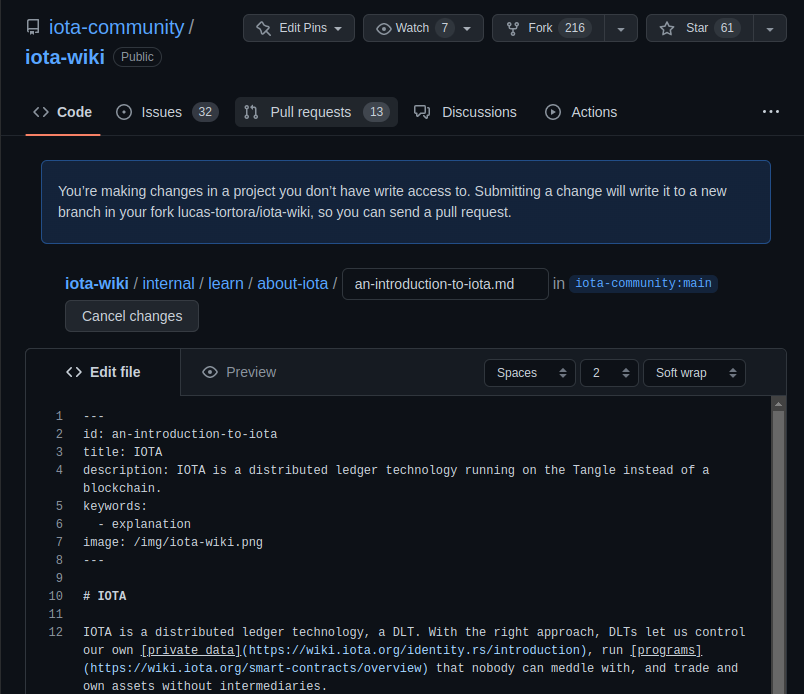 iota-community / Edit Pins Watch 7 Fork 216 Star 61
iota-wiki Public
Code Issues 32 Pull requests 13 Discussions Actions ...
You're making changes in a project you don't have write access to. Submitting a change will write it to a new
branch in your fork lucas-tortora/iota-wiki, so you can send a pull request.
iota-wiki / internal / learn / about-iota / an-introduction-to-iota.md in iota-community:main
Cancel changes
Edit file Preview Spaces 2 Soft wrap
1 ---
2 id: an-introduction-to-iota
3 title: IOTA
4 description: IOTA is a distributed ledger technology running on the Tangle instead of a
blockchain.
5 keywords:
6 - explanation
7 image: /img/iota-wiki.png
8 ---
9
10 # IOTA
11
12 IOTA is a distributed ledger technology, a DLT. With the right approach, DLTs let us control
our own [private data](https://wiki.iota.org/identity.rs/introduction), run [programs]
(https://wiki.iota.org/smart-contracts/overview) that nobody can meddle with, and trade and
own assets without intermediaries.